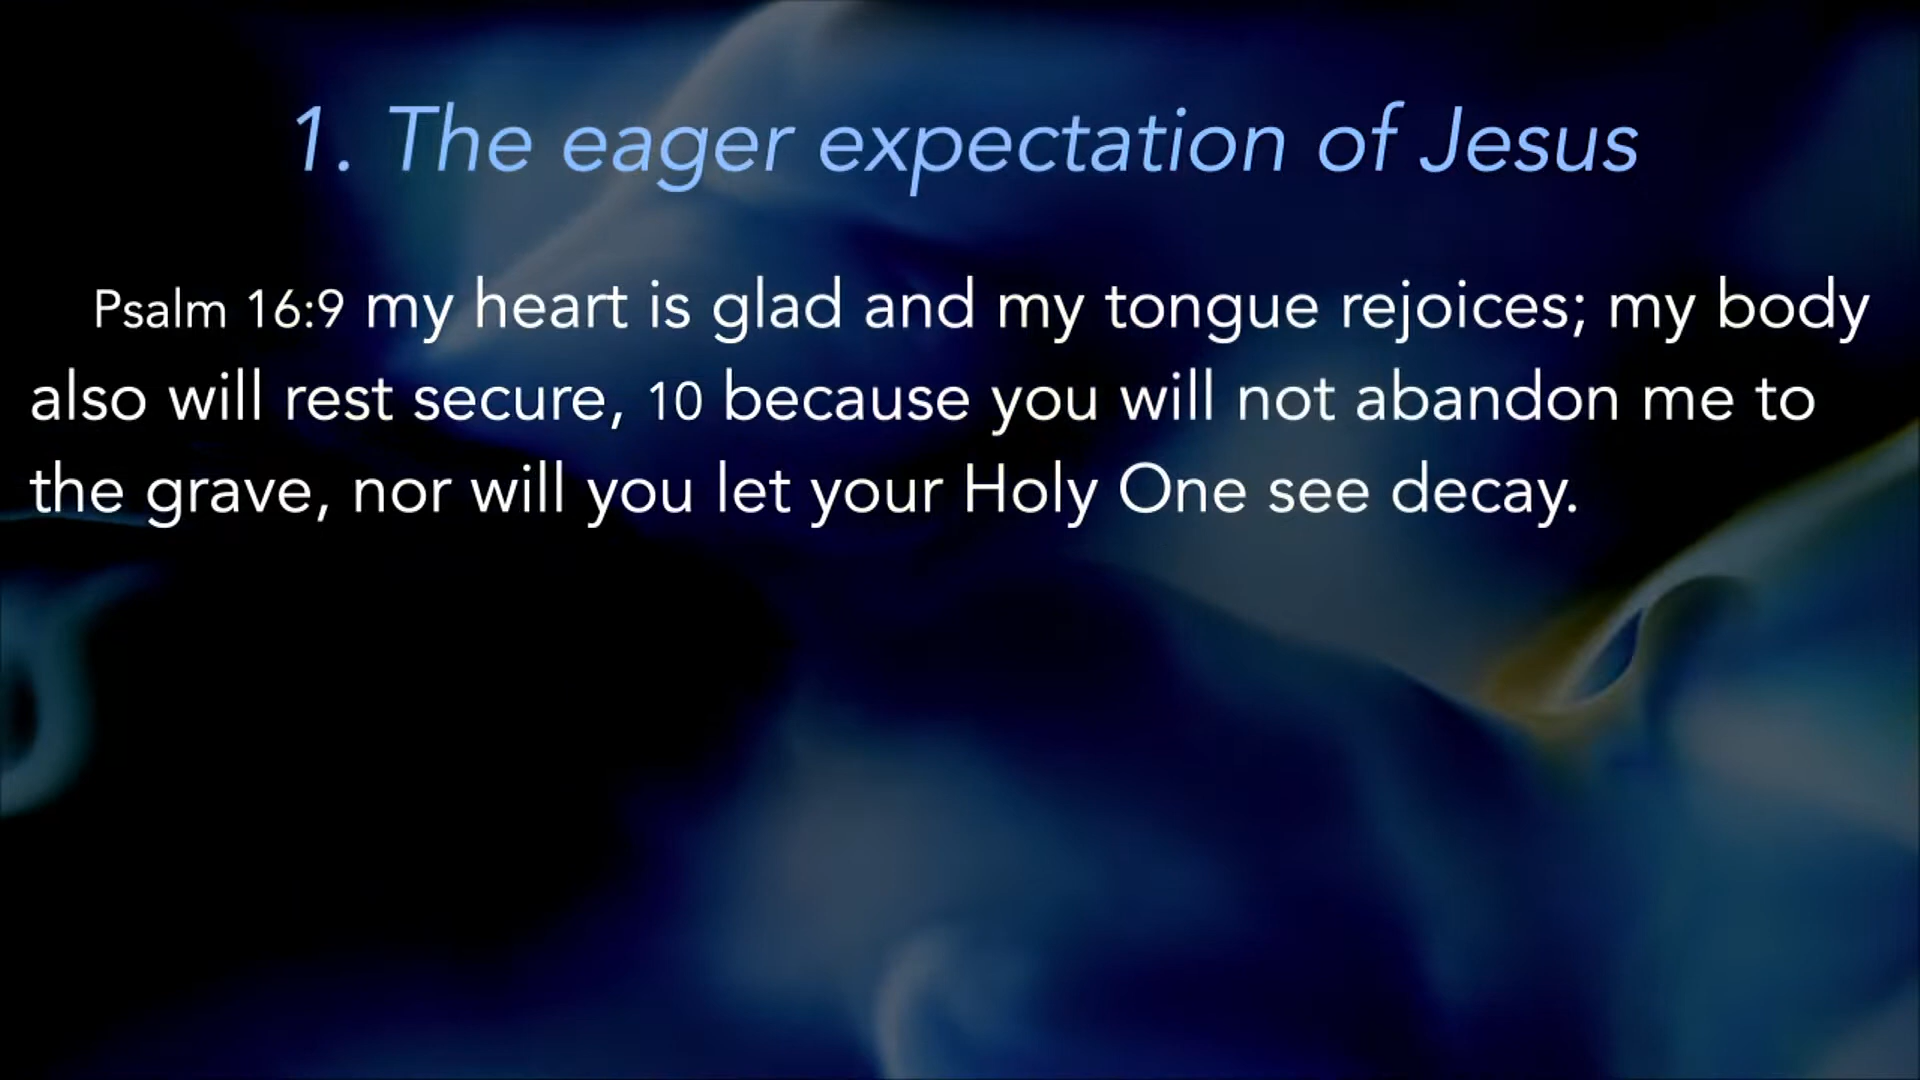 1. The eager expectation of Jesus
Psalm 16:9 my heart is glad and my tongue rejoices; my body
also will rest secure, 10 because you will not abandon me to
the grave, nor will you let your Holy One see decay.